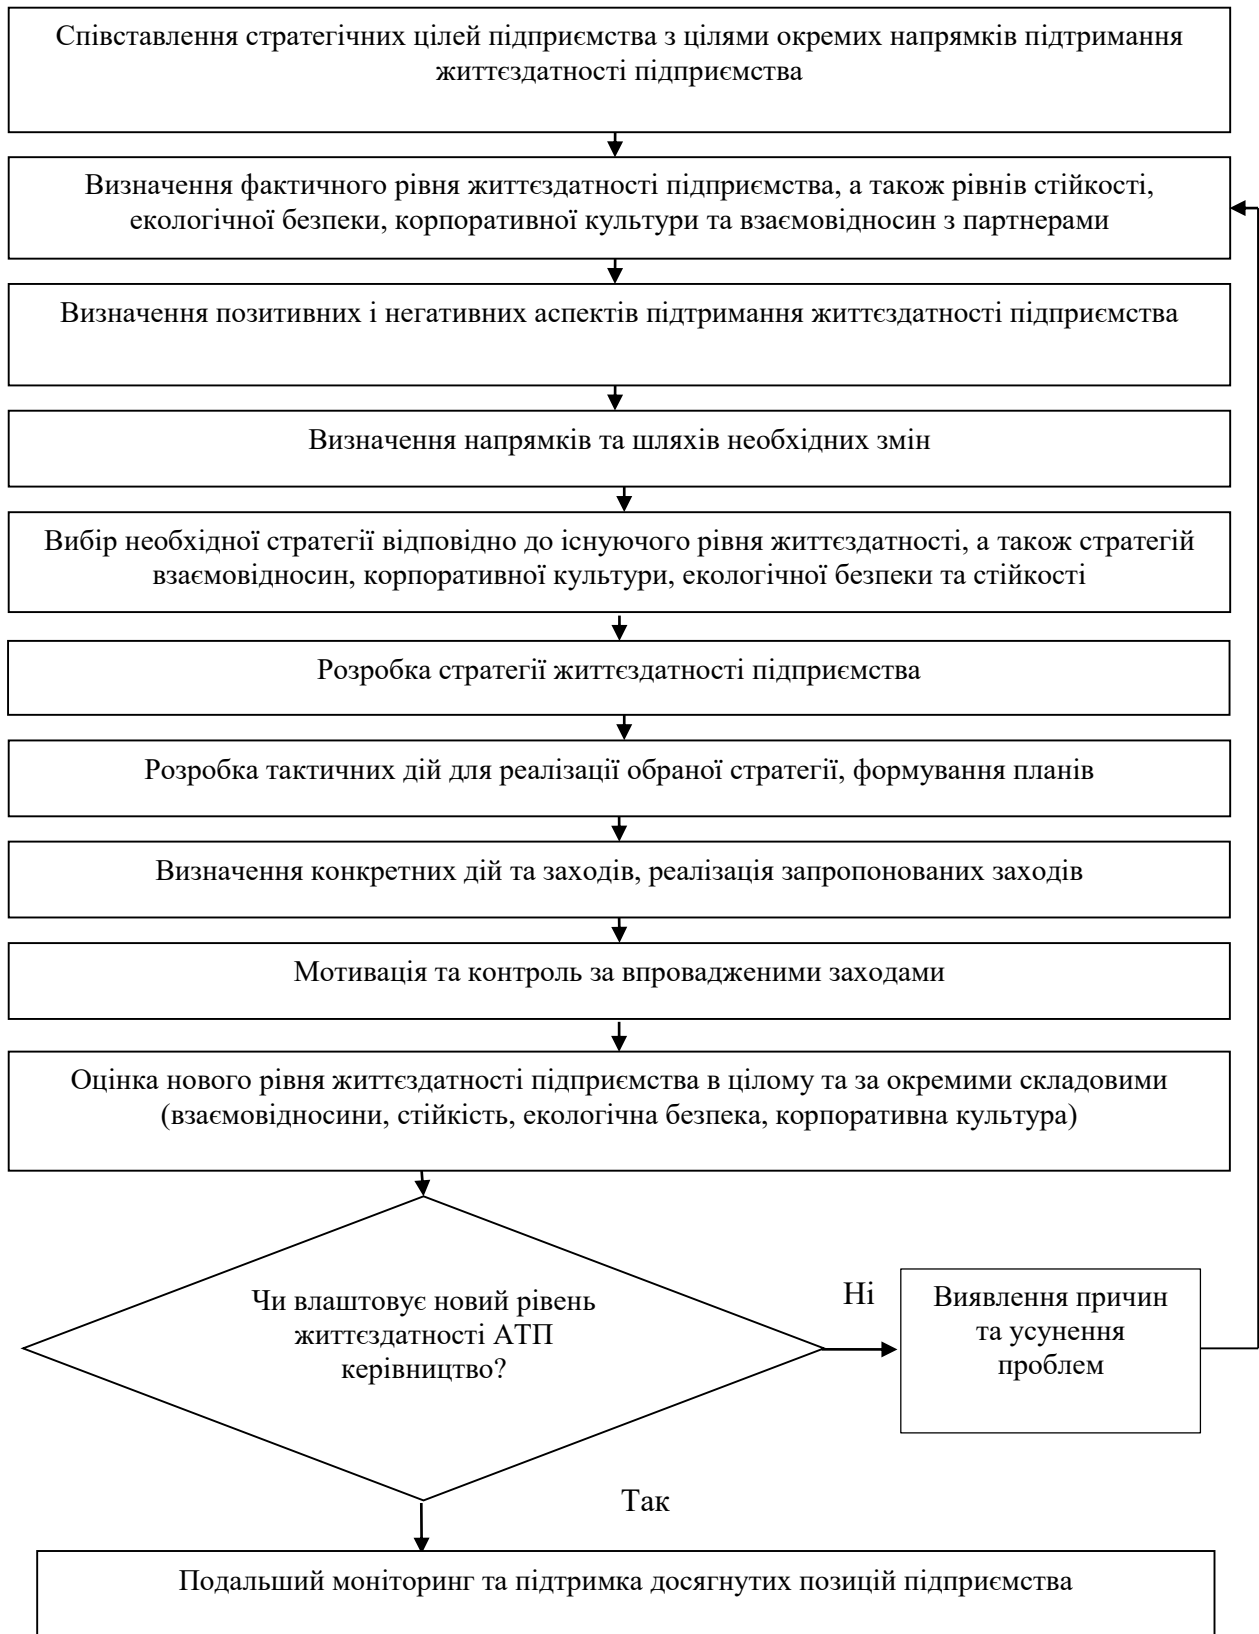 Співставлення стратегічних цілей підприємства з цілями окремих напрямків підтримання
життєздатності підприємства
Визначення фактичного рівня життєздатності підприємства, а також рівнів стійкості,
екологічної безпеки, корпоративної культури та взаємовідносин з партнерами
Визначення позитивних і негативних аспектів підтримання життєздатності підприємства
Визначення напрямків та шляхів необхідних змін
Вибір необхідної стратегії відповідно до існуючого рівня життєздатності, а також стратегій
взаємовідносин, корпоративної культури, екологічної безпеки та стійкості
Розробка стратегії життєздатності підприємства
Розробка тактичних дій для реалізації обраної стратегії, формування планів
Визначення конкретних дій та заходів, реалізація запропонованих заходів
Мотивація та контроль за впровадженими заходами
Оцінка нового рівня життєздатності підприємства в цілому та за окремими складовими
(взаємовідносини, стійкість, екологічна безпека, корпоративна культура)
Чи влаштовує новий рівень
життєздатності АТП
керівництво?
Ні
Виявлення причин
та усунення
проблем
Так
Подальший моніторинг та підтримка досягнутих позицій підприємства